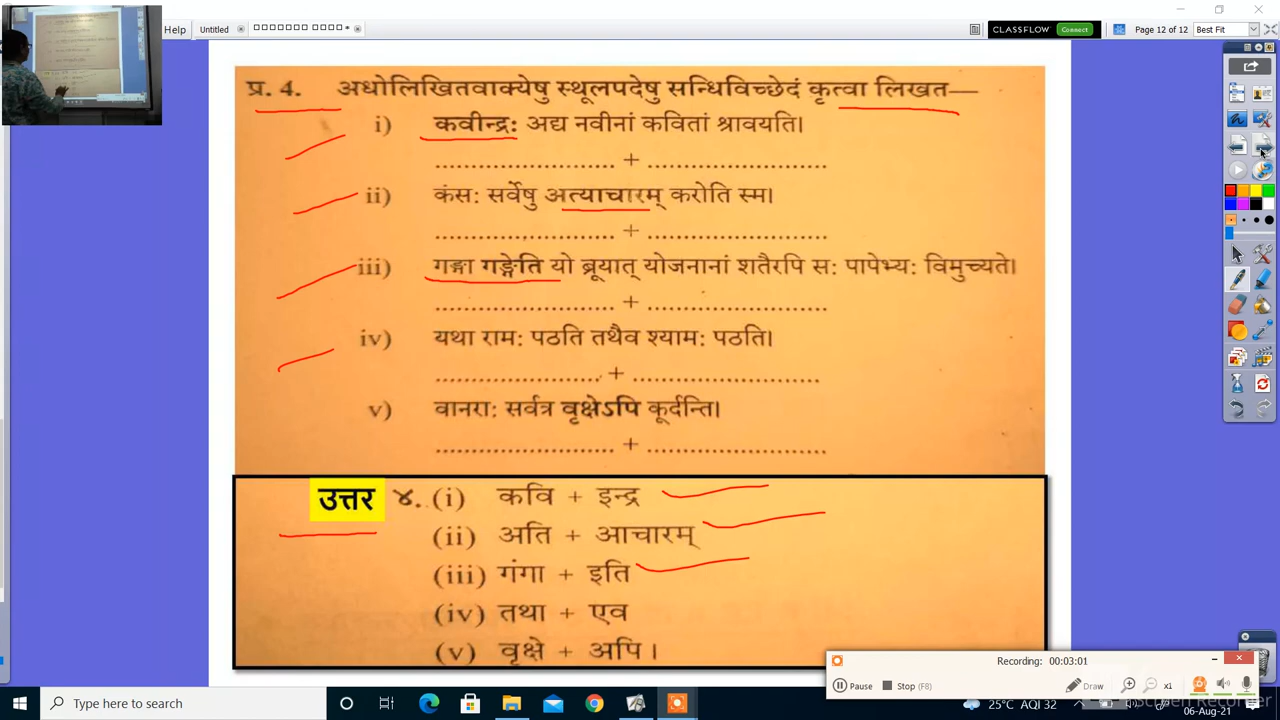 Help
Untitled
CLASSFLOW Connect
Page 12 of 12
Best Fit
प्र. 4. अधोलिखितवाक्येषु स्थूलपदेषु सन्धिविच्छेदं कृत्वा लिखत—
i) कवीन्द्र: अद्य नवीनां कवितां श्रावयति।
.............................. + ..............................
ii) कंस: सर्वेषु अत्याचारम् करोति स्म।
.............................. + ..............................
iii) गङ्गा गङ्गेति यो ब्रूयात् योजनानां शतैरपि स: पापेभ्य: विमुच्यते।
.............................. + ..............................
iv) यथा राम: पठति तथैव श्याम: पठति।
.............................. + ..............................
v) वानरा: सर्वत्र वृक्षेऽपि कूर्दन्ति।
.............................. + ..............................
उत्तर ४. (i) कवि + इन्द्र
(ii) अति + आचारम्
(iii) गंगा + इति
(iv) तथा + एव
(v) वृक्षे + अपि।
Recording: 00:03:01
Pause Stop (F8) Draw x1
Type here to search
25°C AQI 32
06-Aug-21